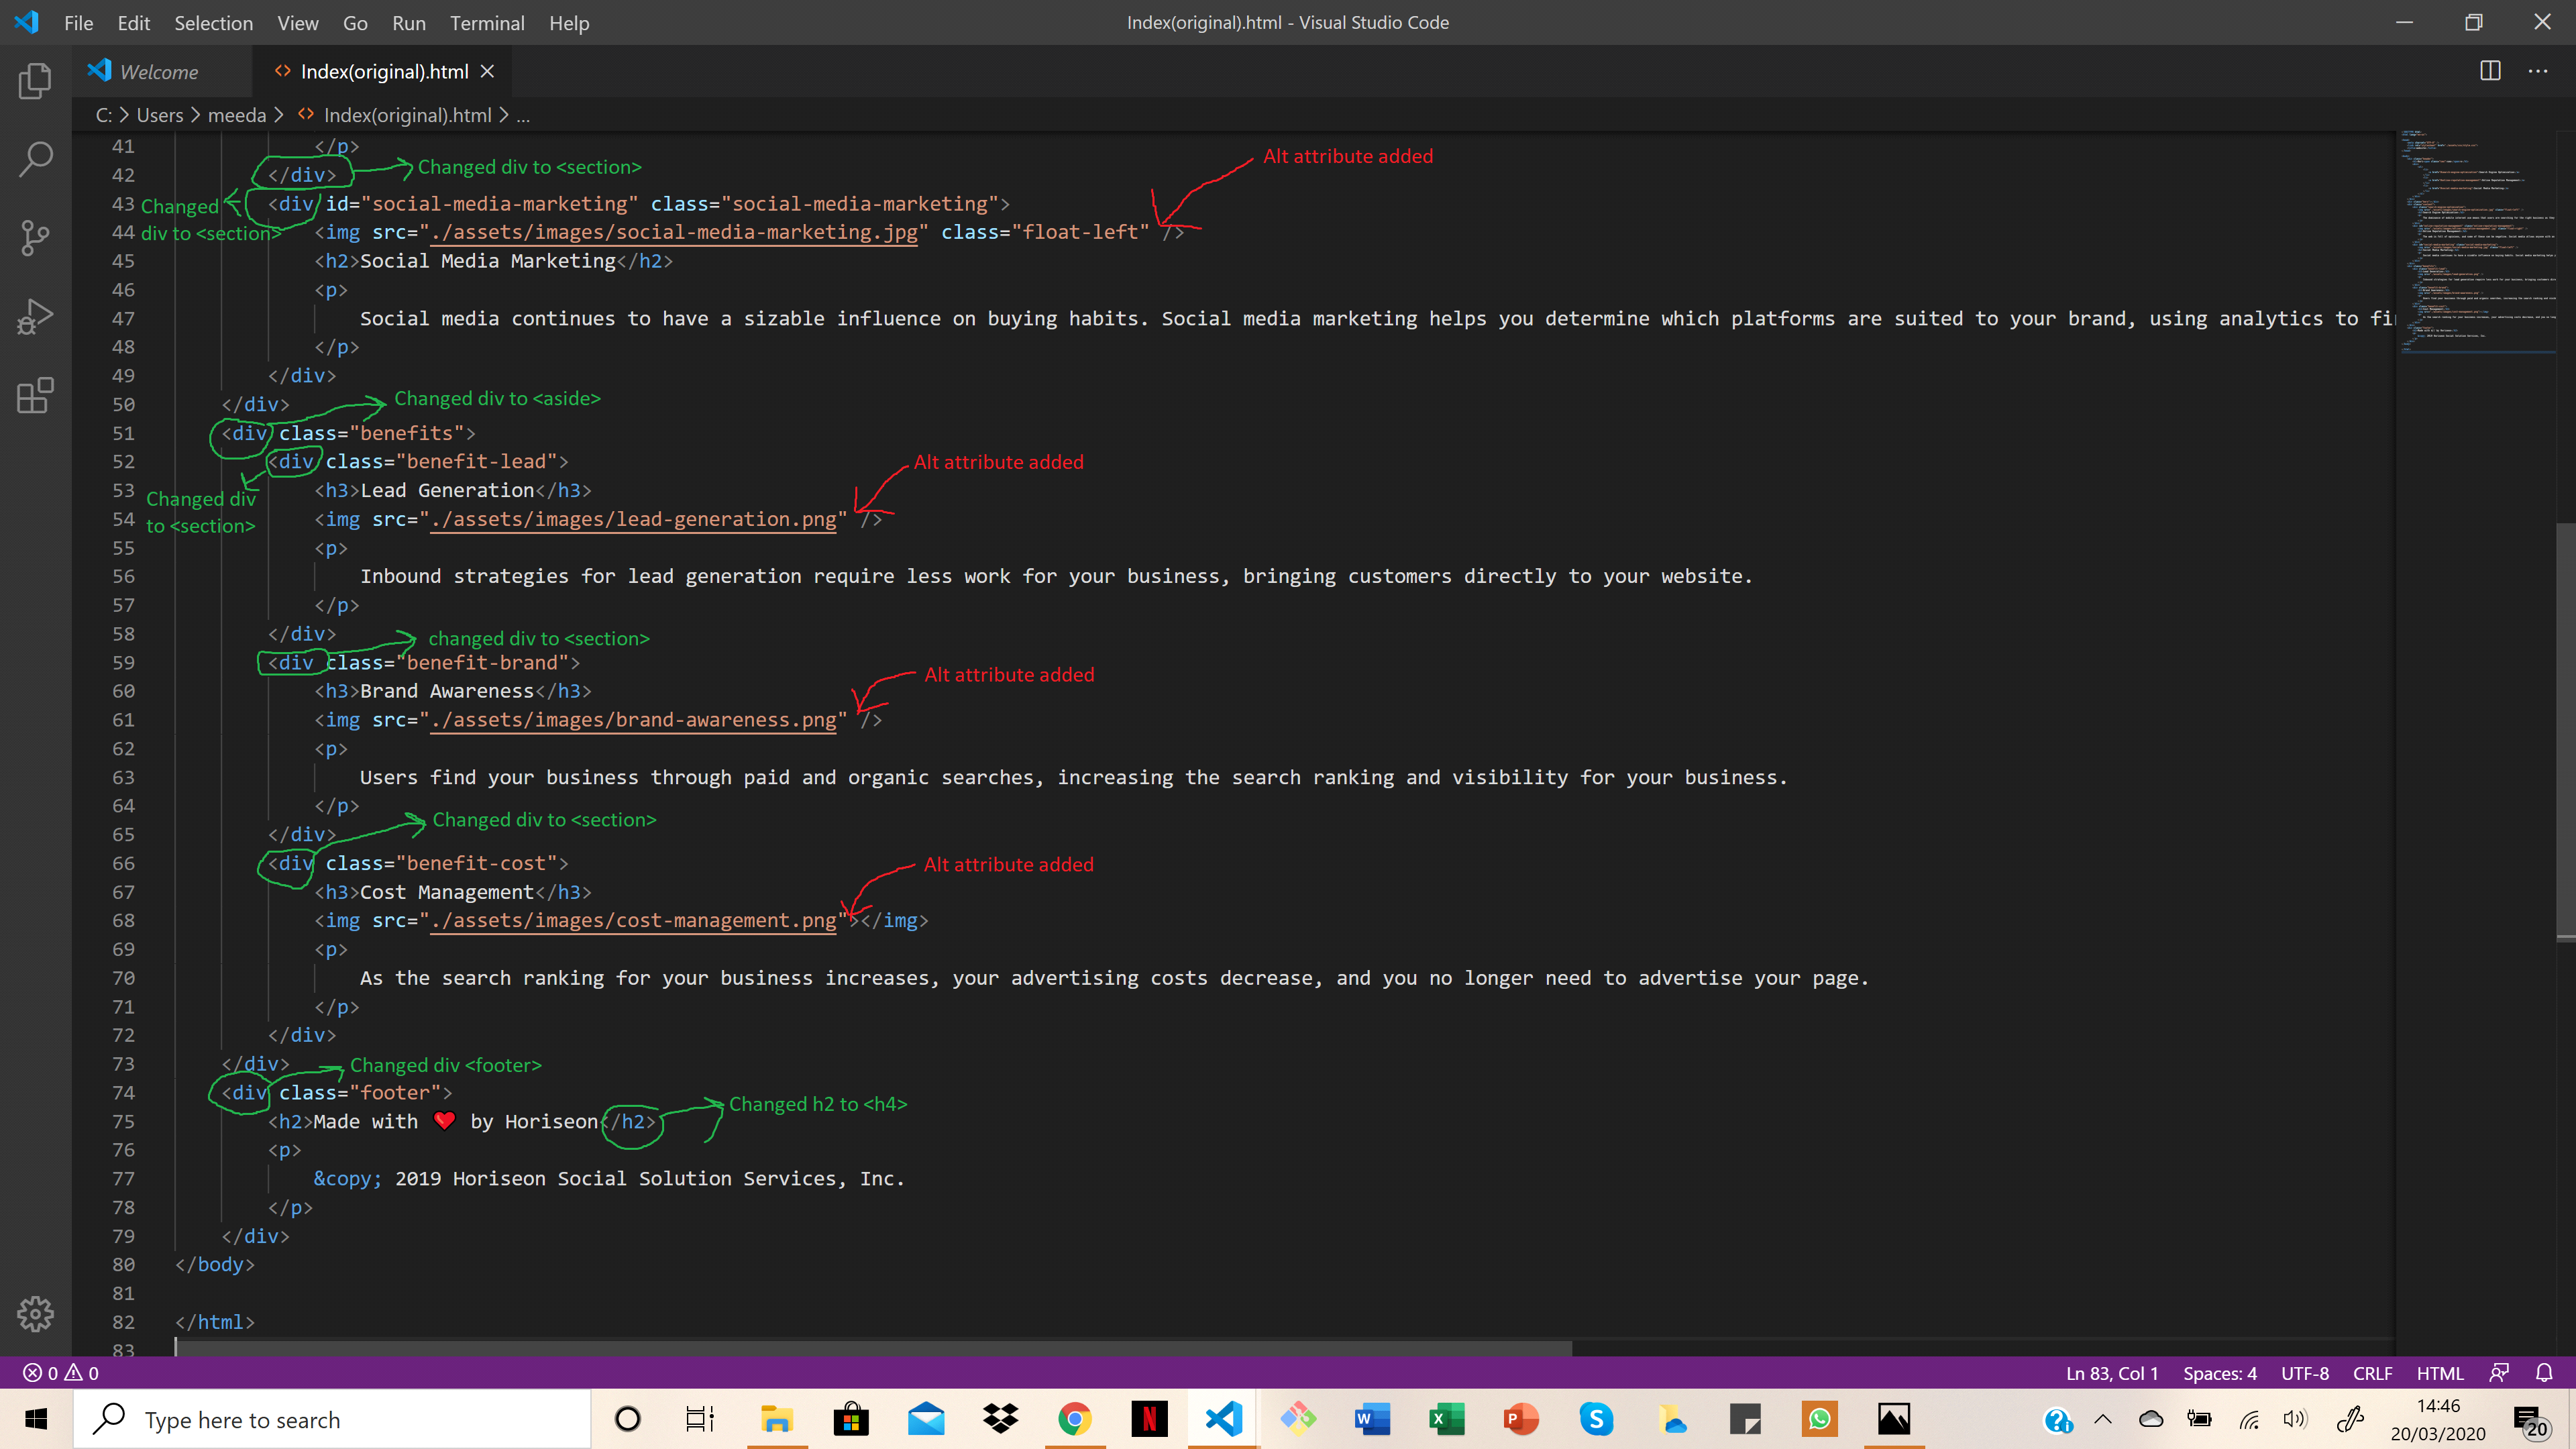 File Edit Selection View Go Run Terminal Help
Index(original).html - Visual Studio Code
Welcome
Index(original).html
C: > Users > meeda > Index(original).html > ...
41 </p>
Changed div to <section>
Alt attribute added
42 </div>
43 <div id="social-media-marketing" class="social-media-marketing">
Changed
div to <section>
44 <img src="./assets/images/social-media-marketing.jpg" class="float-left" />
45 <h2>Social Media Marketing</h2>
46 <p>
47 Social media continues to have a sizable influence on buying habits. Social media marketing helps you determine which platforms are suited to your brand, using analytics to
48 </p>
49 </div>
Changed div to <aside>
50 </div>
51 <div class="benefits">
52 <div class="benefit-lead">
Alt attribute added
53 <h3>Lead Generation</h3>
Changed div
to <section>
54 <img src="./assets/images/lead-generation.png" />
55 <p>
56 Inbound strategies for lead generation require less work for your business, bringing customers directly to your website.
57 </p>
58 </div>
changed div to <section>
59 <div class="benefit-brand">
Alt attribute added
60 <h3>Brand Awareness</h3>
61 <img src="./assets/images/brand-awareness.png" />
62 <p>
63 Users find your business through paid and organic searches, increasing the search ranking and visibility for your business.
64 </p>
Changed div to <section>
65 </div>
66 <div class="benefit-cost">
Alt attribute added
67 <h3>Cost Management</h3>
68 <img src="./assets/images/cost-management.png"></img>
69 <p>
70 As the search ranking for your business increases, your advertising costs decrease, and you no longer need to advertise your page.
71 </p>
72 </div>
73 </div>
Changed div <footer>
74 <div class="footer">
Changed h2 to <h4>
75 <h2>Made with ❤️ by Horiseon</h2>
76 <p>
77 &copy; 2019 Horiseon Social Solution Services, Inc.
78 </p>
79 </div>
80 </body>
81
82 </html>
83
0 0
Ln 83, Col 1 Spaces: 4 UTF-8 CRLF HTML
Type here to search
14:46
20/03/2020
20